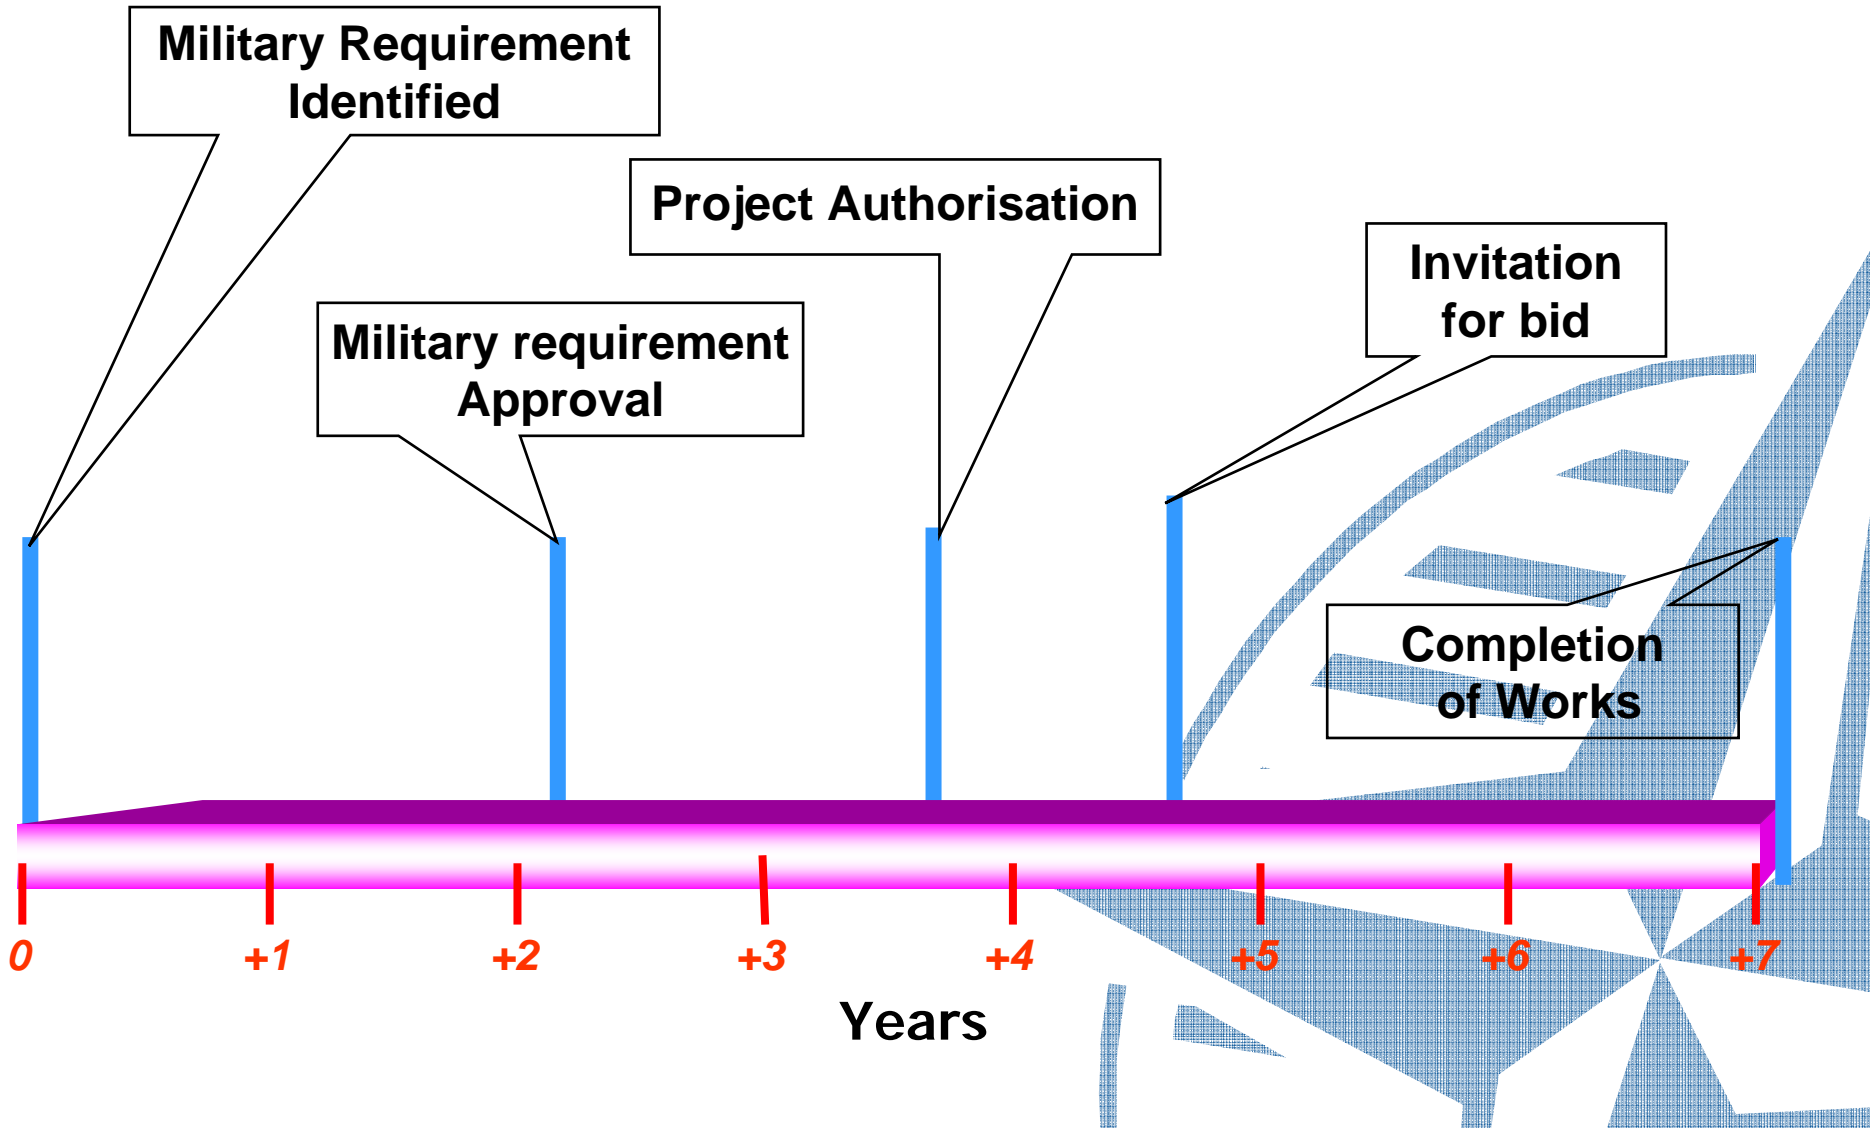 Military Requirement
Identified
Project Authorisation
Invitation
for bid
Military requirement
Approval
Completion
of Works
0 +1 +2 +3 +4 +5 +6 +7
Years